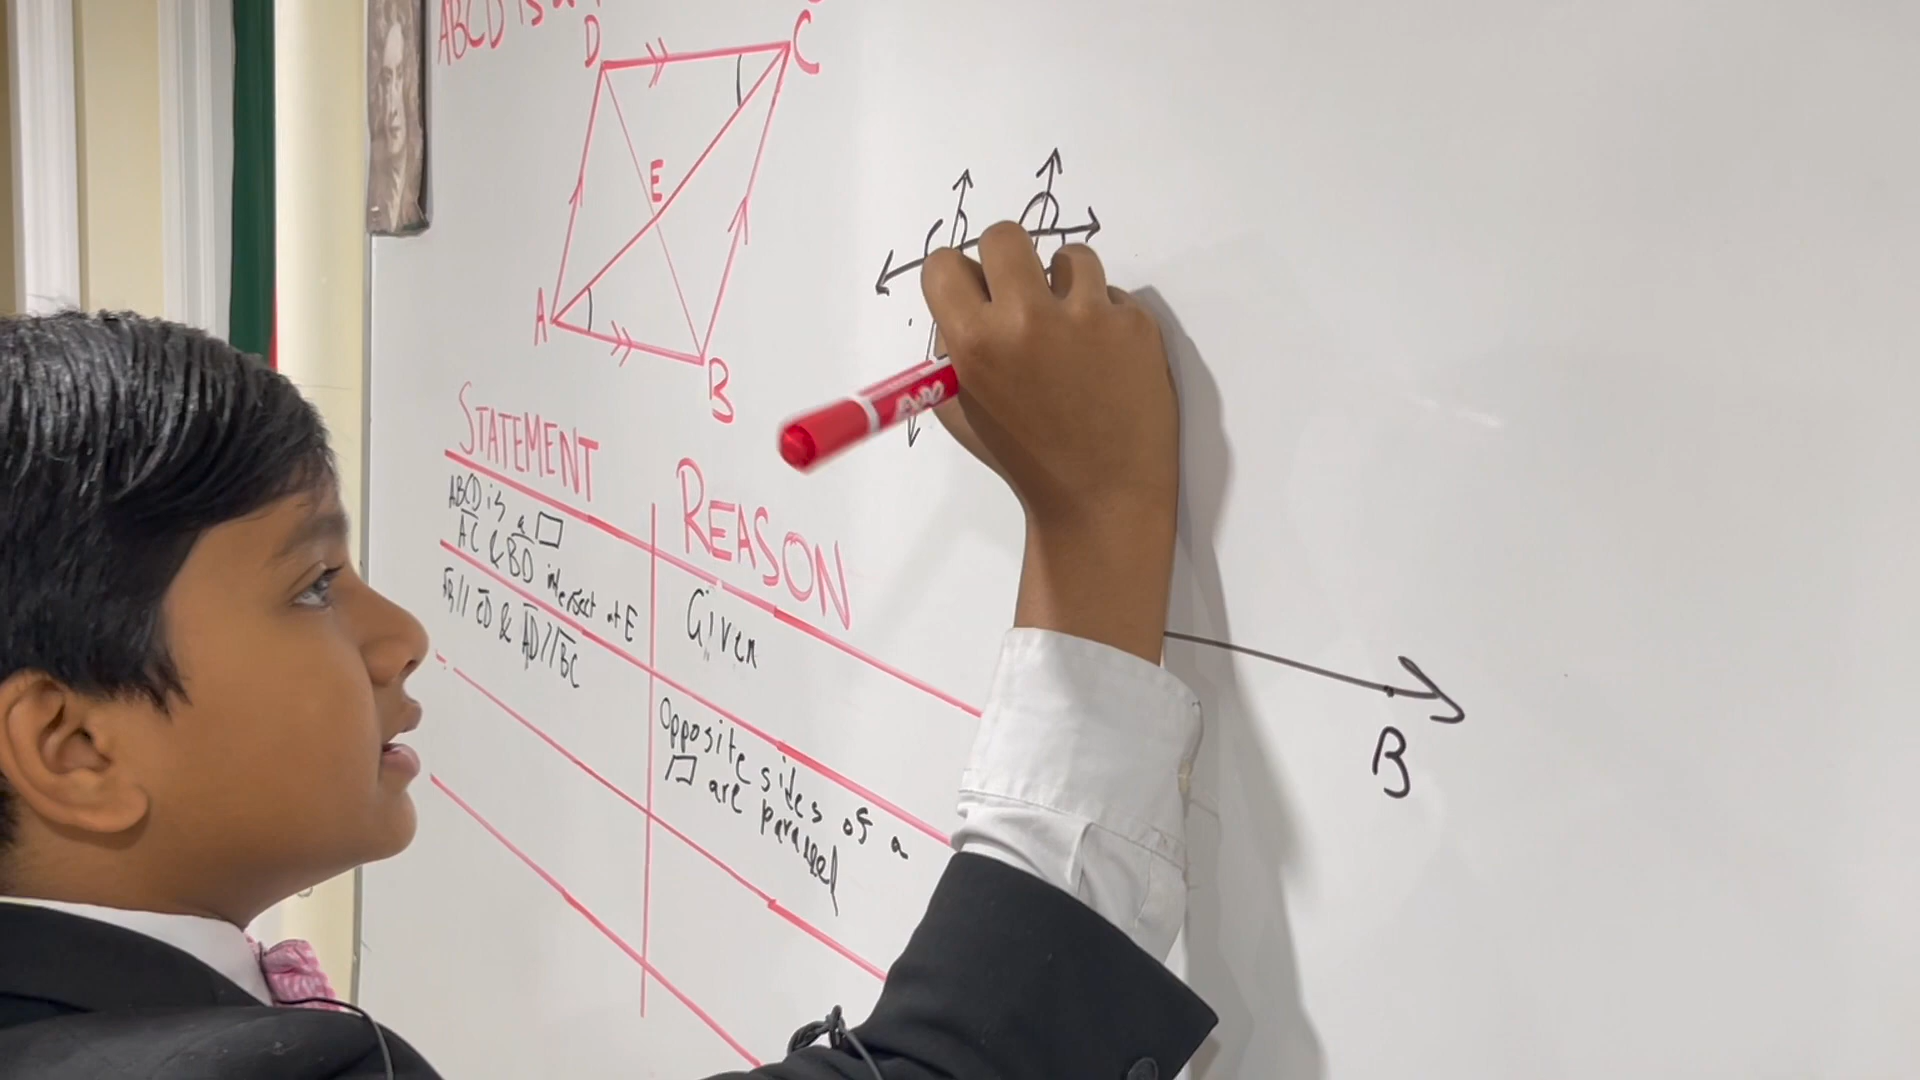 ABCD is a
D
C
E
A
B
STATEMENT
REASON
ABCD is a ▱
AC & BD intersect at E
Given
AB // CD & AD // BC
Opposite sides of a
▱ are parallel
EXPO
B